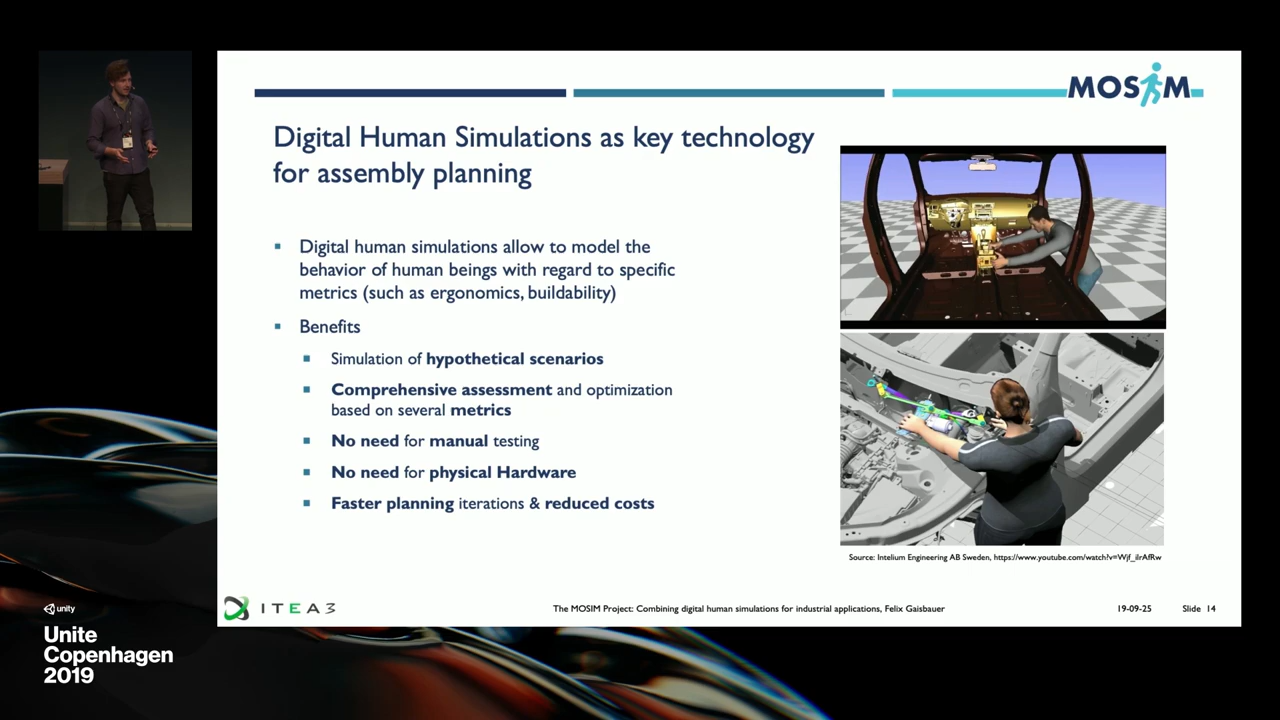 MOSIM
Digital Human Simulations as key technology
for assembly planning
Digital human simulations allow to model the
behavior of human beings with regard to specific
metrics (such as ergonomics, buildability)
Benefits
Simulation of hypothetical scenarios
Comprehensive assessment and optimization
based on several metrics
No need for manual testing
No need for physical Hardware
Faster planning iterations & reduced costs
Source: Intelium Engineering AB Sweden, https://www.youtube.com/watch?v=Wjf_ilrAfRw
ITEA3
The MOSIM Project: Combining digital human simulations for industrial applications, Felix Gaisbauer
19-09-25
Slide 14
unity
Unite
Copenhagen
2019